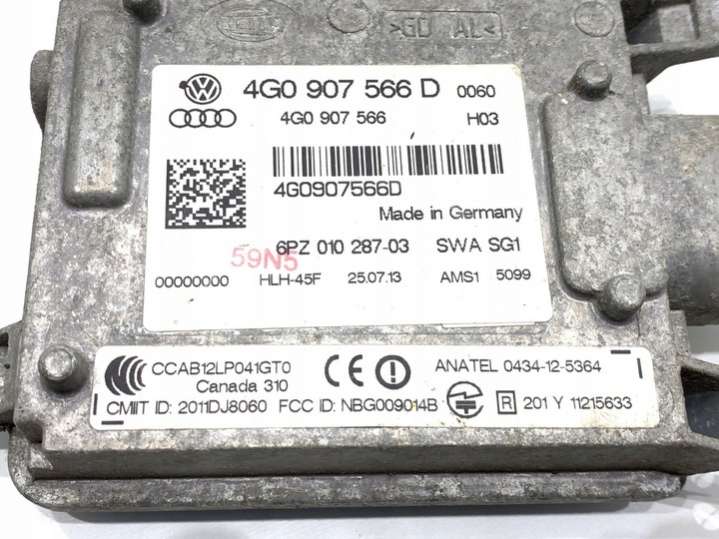 >GD AL<
4G0 907 566 D 0060
4G0 907 566 H03
4G0907566D
Made in Germany
6PZ 010 287-03 SWA SG1
59N5
00000000 HLH-45F 25.07.13 AMS1 5099
CCAB12LP041GT0
Canada 310
CE ANATEL 0434-12-5364
CMIIT ID: 2011DJ8060 FCC ID: NBG009014B R 201 Y 11215633